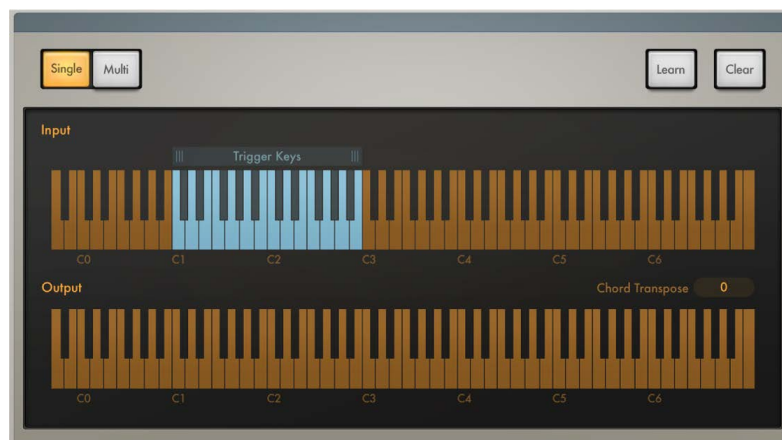 Single Multi Learn Clear
Input
Trigger Keys
C0 C1 C2 C3 C4 C5 C6
Output Chord Transpose 0
C0 C1 C2 C3 C4 C5 C6